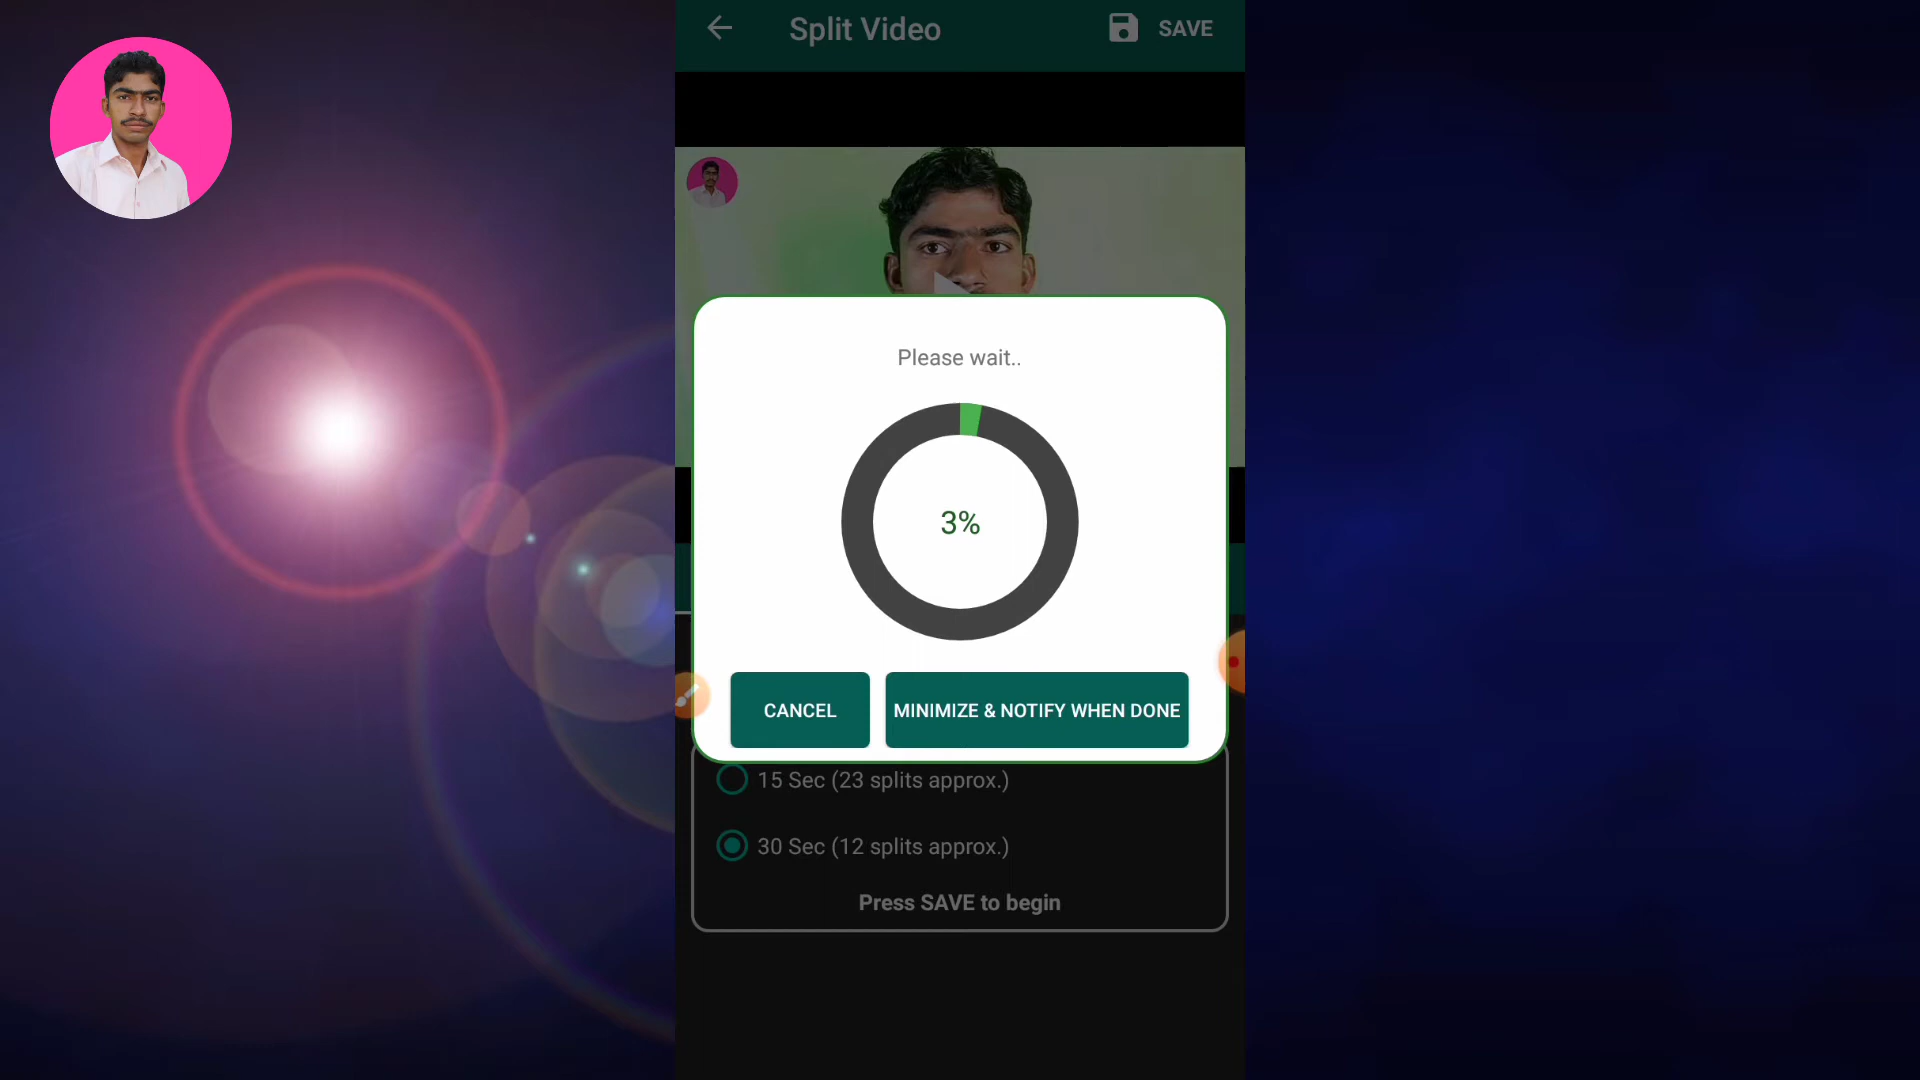 Split Video
SAVE
Please wait..
3%
CANCEL
MINIMIZE & NOTIFY WHEN DONE
15 Sec (23 splits approx.)
30 Sec (12 splits approx.)
Press SAVE to begin